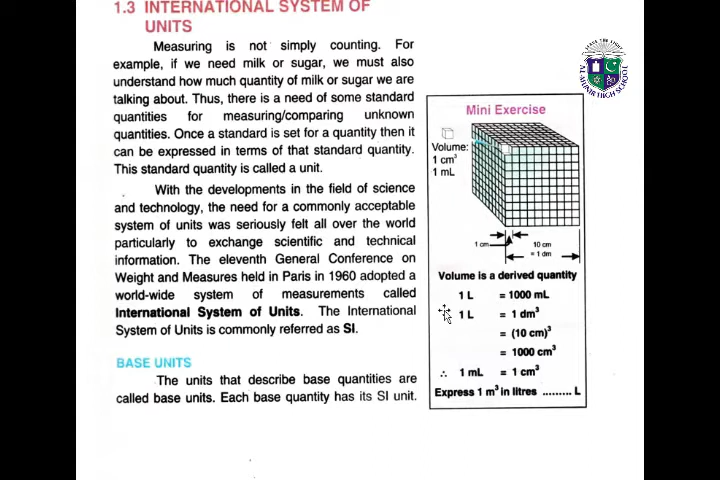 1.3 INTERNATIONAL SYSTEM OF
UNITS
Measuring is not simply counting. For
example, if we need milk or sugar, we must also
understand how much quantity of milk or sugar we are
talking about. Thus, there is a need of some standard
quantities for measuring/comparing unknown
quantities. Once a standard is set for a quantity then it
can be expressed in terms of that standard quantity.
This standard quantity is called a unit.
With the developments in the field of science
and technology, the need for a commonly acceptable
system of units was seriously felt all over the world
particularly to exchange scientific and technical
information. The eleventh General Conference on
Weight and Measures held in Paris in 1960 adopted a
world-wide system of measurements called
International System of Units. The International
System of Units is commonly referred as SI.
BASE UNITS
The units that describe base quantities are
called base units. Each base quantity has its SI unit.
Mini Exercise
Volume:
1 cm³
1 mL
1 cm
10 cm
= 1 dm
Volume is a derived quantity
1 L = 1000 mL
1 L = 1 dm³
= (10 cm)³
= 1000 cm³
∴ 1 mL = 1 cm³
Express 1 m³ in litres ......... L
HIGH SCHOOL